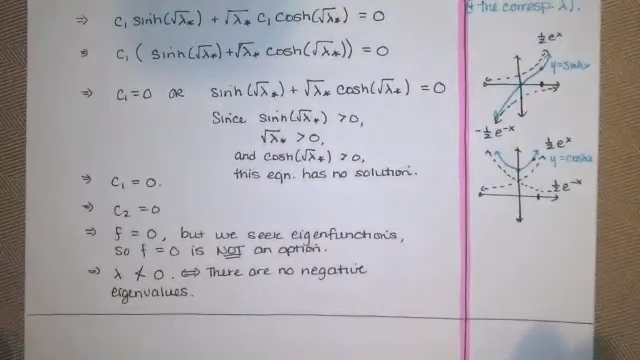 ⇒ c₁ sinh(√λ*) + √λ* c₁ cosh(√λ*) = 0
⇒ c₁ ( sinh(√λ*) + √λ* cosh(√λ*)) = 0
⇒ c₁ = 0 OR sinh(√λ*) + √λ* cosh(√λ*) = 0
Since sinh(√λ*) > 0,
√λ* > 0,
and cosh(√λ*) > 0,
this eqn. has no solution.
⇒ c₁ = 0.
⇒ c₂ = 0
⇒ f = 0, but we seek eigenfunctions,
so f = 0 is NOT an option.
⇒ λ ≮ 0. ⇔ There are no negative
eigenvalues.
the corresp. λ).
½eˣ
y=sinhx
-½e⁻ˣ
½eˣ
y=coshx
½e⁻ˣ